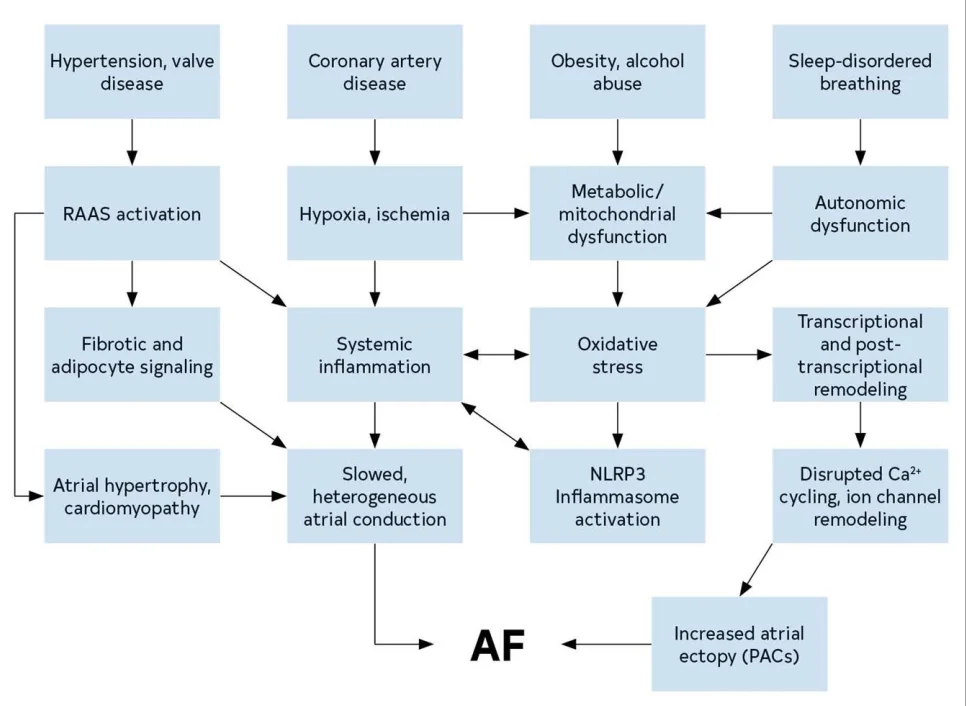 Hypertension, valve
disease
Coronary artery
disease
Obesity, alcohol
abuse
Sleep-disordered
breathing
RAAS activation
Hypoxia, ischemia
Metabolic/
mitochondrial
dysfunction
Autonomic
dysfunction
Fibrotic and
adipocyte signaling
Systemic
inflammation
Oxidative
stress
Transcriptional
and post-
transcriptional
remodeling
Atrial hypertrophy,
cardiomyopathy
Slowed,
heterogeneous
atrial conduction
NLRP3
Inflammasome
activation
Disrupted Ca²⁺
cycling, ion channel
remodeling
AF
Increased atrial
ectopy (PACs)